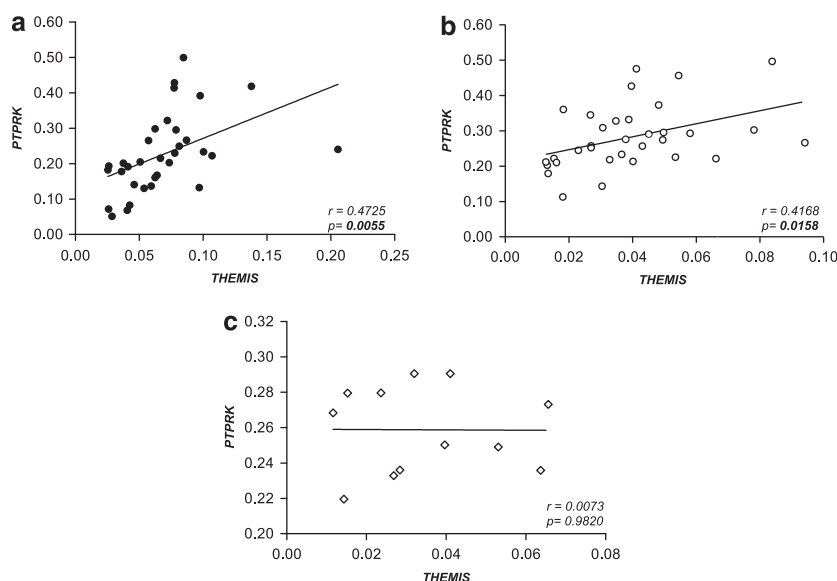 a
0.60
0.50
0.40
0.30
0.20
0.10
0.00
PTPRK
0.00 0.05 0.10 0.15 0.20 0.25
THEMIS
r = 0.4725
p= 0.0055
b
0.60
0.50
0.40
0.30
0.20
0.10
0.00
PTPRK
0.00 0.02 0.04 0.06 0.08 0.10
THEMIS
r = 0.4168
p= 0.0158
c
0.32
0.30
0.28
0.26
0.24
0.22
0.20
PTPRK
0.00 0.02 0.04 0.06 0.08
THEMIS
r = 0.0073
p= 0.9820